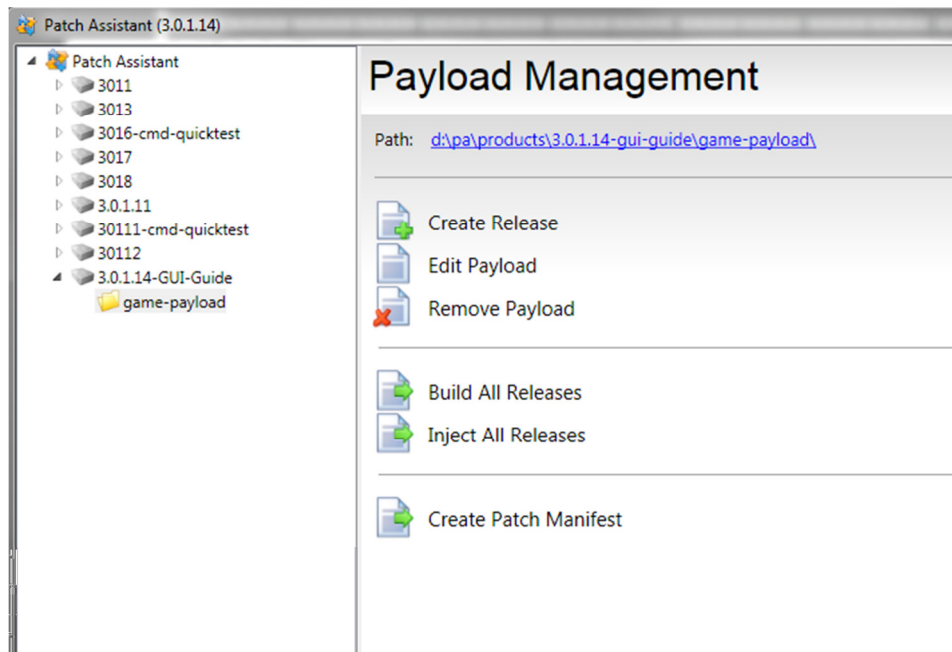 Patch Assistant (3.0.1.14)
Patch Assistant
3011
3013
3016-cmd-quicktest
3017
3018
3.0.1.11
30111-cmd-quicktest
30112
3.0.1.14-GUI-Guide
game-payload
Payload Management
Path: d:\pa\products\3.0.1.14-gui-guide\game-payload\
Create Release
Edit Payload
Remove Payload
Build All Releases
Inject All Releases
Create Patch Manifest